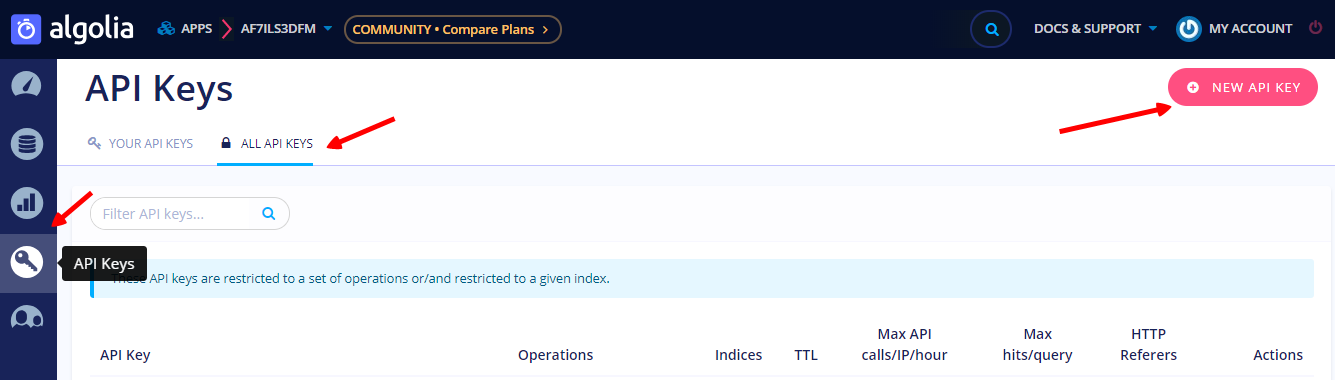 algolia APPS AF7ILS3DFM COMMUNITY • Compare Plans DOCS & SUPPORT MY ACCOUNT
API Keys
NEW API KEY
YOUR API KEYS ALL API KEYS
Filter API keys...
API Keys
These API keys are restricted to a set of operations or/and restricted to a given index.
API Key Operations Indices TTL Max API calls/IP/hour Max hits/query HTTP Referers Actions